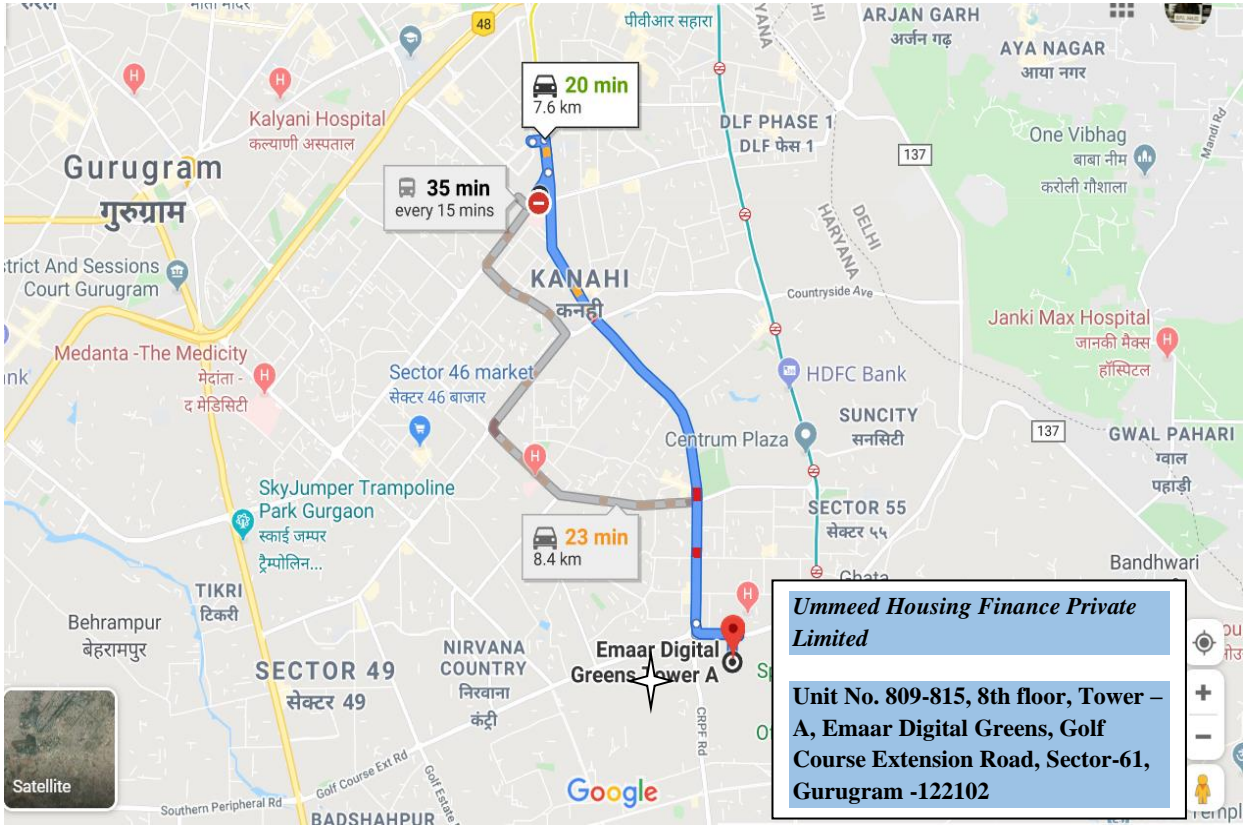 48
पीवीआर सहारा
ARJAN GARH
अर्जन गढ़
AYA NAGAR
आया नगर
20 min
7.6 km
Kalyani Hospital
कल्याणी अस्पताल
DLF PHASE 1
DLF फेस 1
One Vibhag
बाबा नीम
करोली गौशाला
Mandi Rd
137
Gurugram
गुरुग्राम
35 min
every 15 mins
DELHI
HARYANA
strict And Sessions
Court Gurugram
KANAHI
कनही
Countryside Ave
Janki Max Hospital
जानकी मैक्स
हॉस्पिटल
Medanta -The Medicity
मेदांता -
द मेडिसिटी
Sector 46 market
सेक्टर 46 बाजार
HDFC Bank
SUNCITY
सनसिटी
137
Centrum Plaza
GWAL PAHARI
ग्वाल
पहाड़ी
SkyJumper Trampoline
Park Gurgaon
स्काई जम्पर
ट्रैम्पोलिन...
SECTOR 55
सेक्टर ५५
23 min
8.4 km
Bandhwari
Ghata
TIKRI
टिकरी
Behrampur
बेहरामपुर
NIRVANA
COUNTRY
निरवाना
कंट्री
SECTOR 49
सेक्टर 49
Emaar Digital
Greens Tower A
Ummeed Housing Finance Private
Limited
Unit No. 809-815, 8th floor, Tower –
A, Emaar Digital Greens, Golf
Course Extension Road, Sector-61,
Gurugram -122102
CRPF Rd
Satellite
Golf Course Ext Rd
Golf Estate
Southern Peripheral Rd
BADSHAHPUR
Google